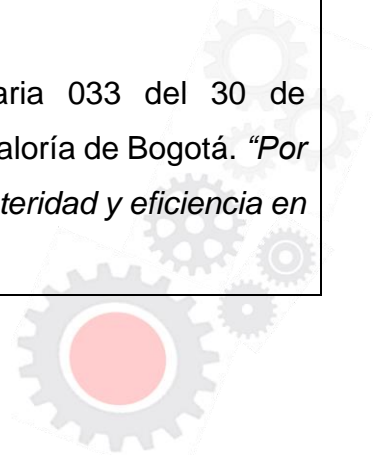 aria 033 del 30 de
aloría de Bogotá. “Por
teridad y eficiencia en